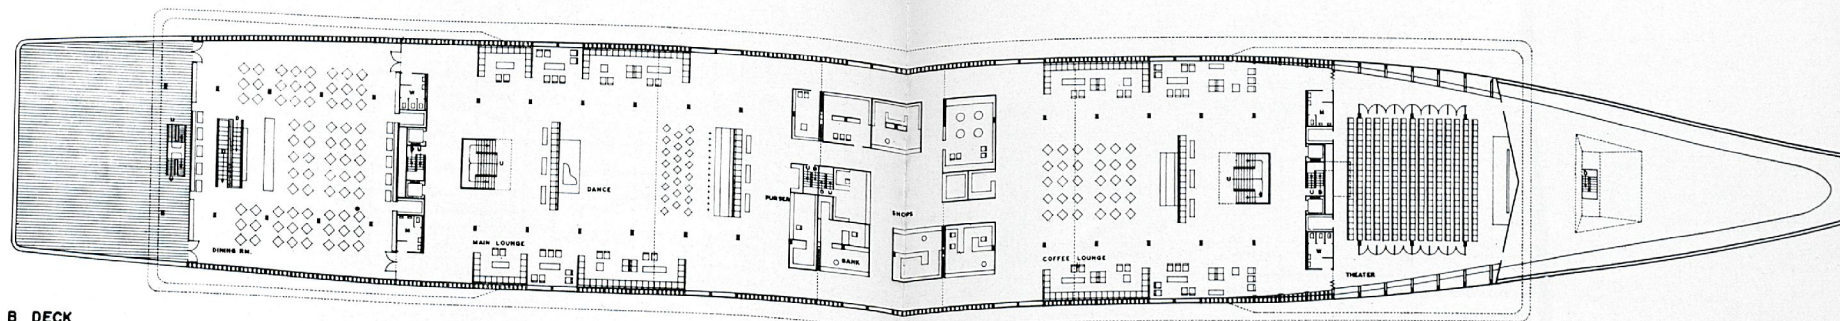 DINING RM.
MAIN LOUNGE
DANCE
PURSER
BANK
SHOPS
COFFEE LOUNGE
THEATER
W
M
M
W
U
U
U
D
B DECK